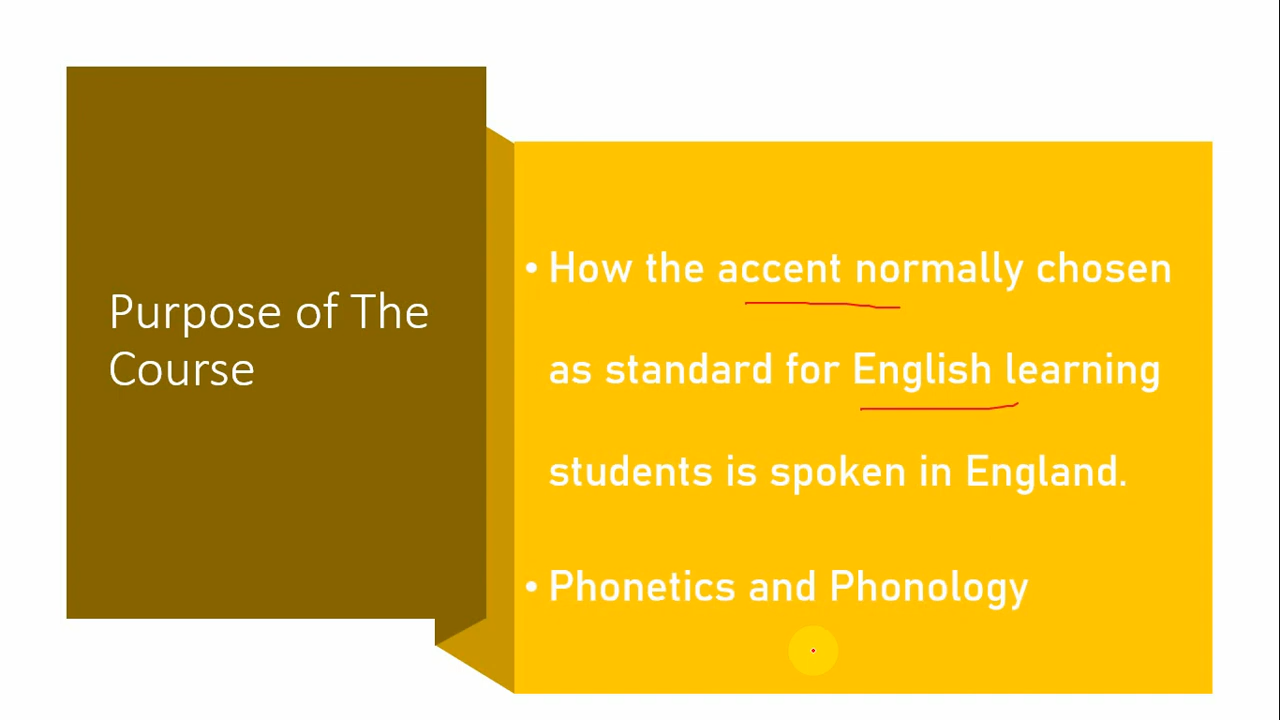 Purpose of The
Course
• How the accent normally chosen
as standard for English learning
students is spoken in England.
• Phonetics and Phonology